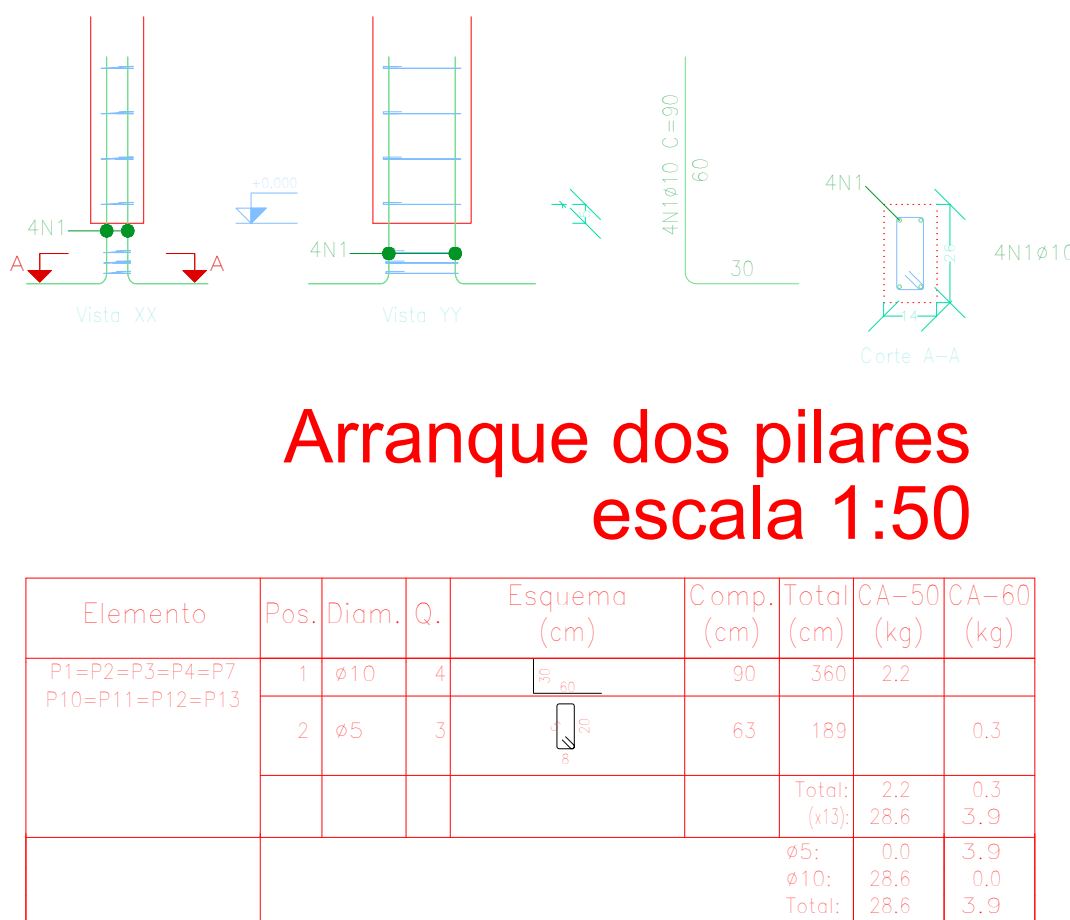 +0,000
4N1
A
A
Vista XX
4N1
Vista YY
4N1ø10 C=90
60
30
4N1
26
14
4N1ø10
Corte A-A
Arranque dos pilares
escala 1:50
Elemento
Pos.
Diam.
Q.
Esquema
(cm)
Comp.
(cm)
Total
(cm)
CA-50
(kg)
CA-60
(kg)
P1=P2=P3=P4=P7
P10=P11=P12=P13
1
ø10
4
30
60
90
360
2.2
2
ø5
3
20
8
63
189
0.3
Total:
2.2
0.3
(x13):
28.6
3.9
ø5:
0.0
3.9
ø10:
28.6
0.0
Total:
28.6
3.9